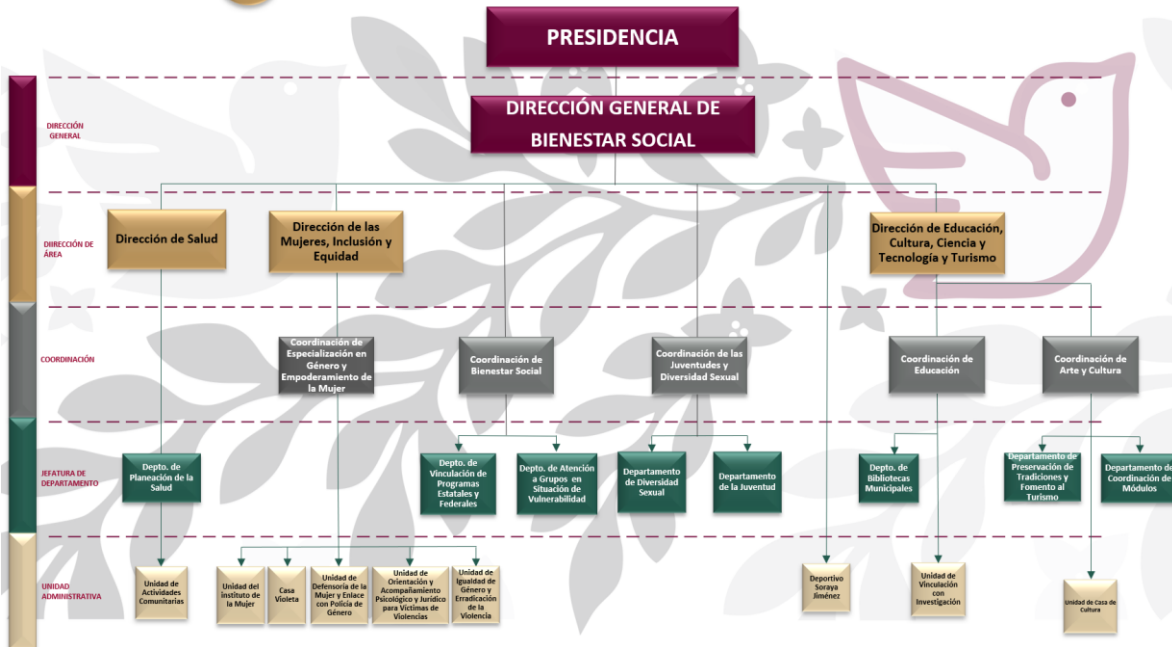 PRESIDENCIA
DIRECCIÓN GENERAL DE
BIENESTAR SOCIAL
DIRECCIÓN
GENERAL
DIIRECCIÓN DE
ÁREA
Dirección de Salud
Dirección de las
Mujeres, Inclusión y
Equidad
Dirección de Educación,
Cultura, Ciencia y
Tecnología y Turismo
COORDINACIÓN
Coordinación de
Especialización en
Género y
Empoderamiento de
la Mujer
Coordinación de
Bienestar Social
Coordinación de las
Juventudes y
Diversidad Sexual
Coordinación de
Educación
Coordinación de
Arte y Cultura
JEFATURA DE
DEPARTAMENTO
Depto. de
Planeación de la
Salud
Depto. de
Vinculación de
Programas
Estatales y
Federales
Depto. de Atención
a Grupos en
Situación de
Vulnerabilidad
Departamento
de Diversidad
Sexual
Departamento
de la Juventud
Depto. de
Bibliotecas
Municipales
Departamento de
Preservación de
Tradiciones y
Fomento al
Turismo
Departamento de
Coordinación de
Módulos
UNIDAD
ADMINISTRATIVA
Unidad de
Actividades
Comunitarias
Unidad del
instituto de
la Mujer
Casa
Violeta
Unidad de
Defensoría de la
Mujer y Enlace
con Policía de
Género
Unidad de
Orientación y
Acompañamiento
Psicológico y Jurídico
para Víctimas de
Violencias
Unidad de
Igualdad de
Género y
Erradicación
de la
Violencia
Deportivo
Soraya
Jiménez
Unidad de
Vinculación
con
Investigación
Unidad de Casa de
Cultura